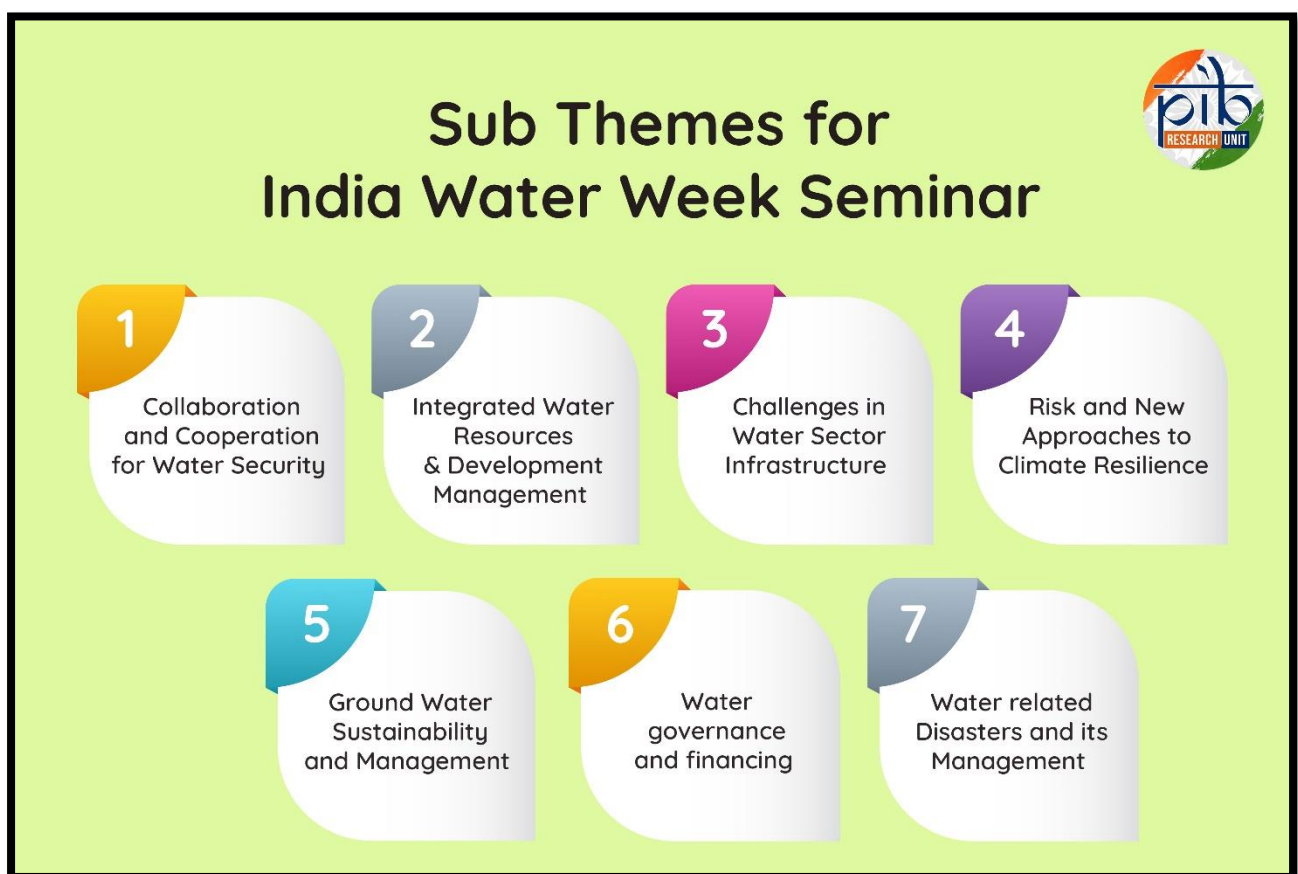 Sub Themes for
India Water Week Seminar
pib
RESEARCH UNIT
1
Collaboration
and Cooperation
for Water Security
2
Integrated Water
Resources
& Development
Management
3
Challenges in
Water Sector
Infrastructure
4
Risk and New
Approaches to
Climate Resilience
5
Ground Water
Sustainability
and Management
6
Water
governance
and financing
7
Water related
Disasters and its
Management